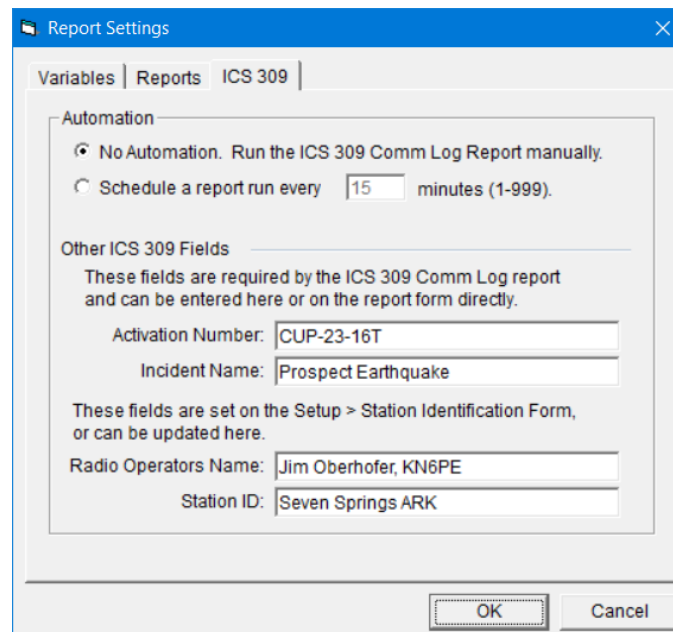 Report Settings
Variables Reports ICS 309
Automation
No Automation. Run the ICS 309 Comm Log Report manually.
Schedule a report run every 15 minutes (1-999).
Other ICS 309 Fields
These fields are required by the ICS 309 Comm Log report
and can be entered here or on the report form directly.
Activation Number: CUP-23-16T
Incident Name: Prospect Earthquake
These fields are set on the Setup > Station Identification Form,
or can be updated here.
Radio Operators Name: Jim Oberhofer, KN6PE
Station ID: Seven Springs ARK
OK Cancel